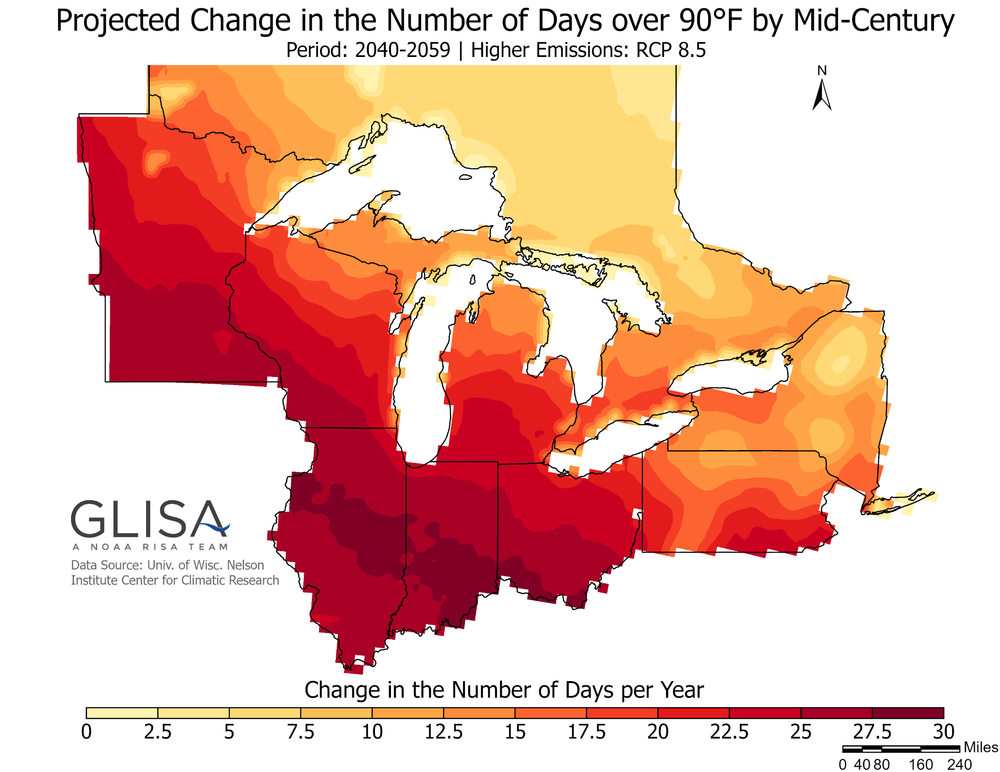 Projected Change in the Number of Days over 90°F by Mid-Century
Period: 2040-2059 | Higher Emissions: RCP 8.5
N
GLISA
A NOAA RISA TEAM
Data Source: Univ. of Wisc. Nelson
Institute Center for Climatic Research
Change in the Number of Days per Year
0 2.5 5 7.5 10 12.5 15 17.5 20 22.5 25 27.5 30
Miles
0 40 80 160 240